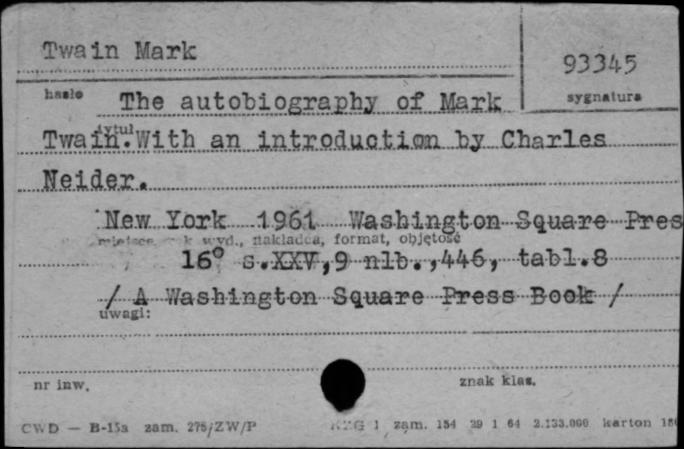 Twain Mark
93345
hasło
sygnatura
The autobiography of Mark
tytuł
Twain.With an introduction by Charles
Neider.
New York 1961 Washington Square Pres
miejsce, rok wyd., nakładca, format, objętość
16° s.XXV,9 nlb.,446, tabl.8
/ A Washington Square Press Book /
uwagi:
nr inw.
znak klas.
CWD — B-15a zam. 275/ZW/P
1 zam. 154 29 1 64 2.133.000 karton